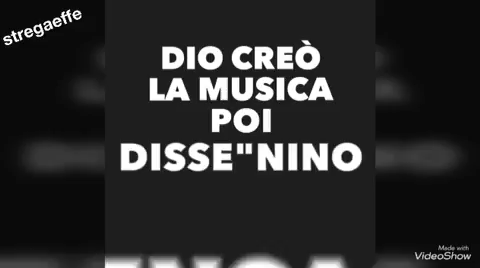 stregaeffe
DIO CREÒ
LA MUSICA
POI
DISSE"NINO
Made with
VideoShow